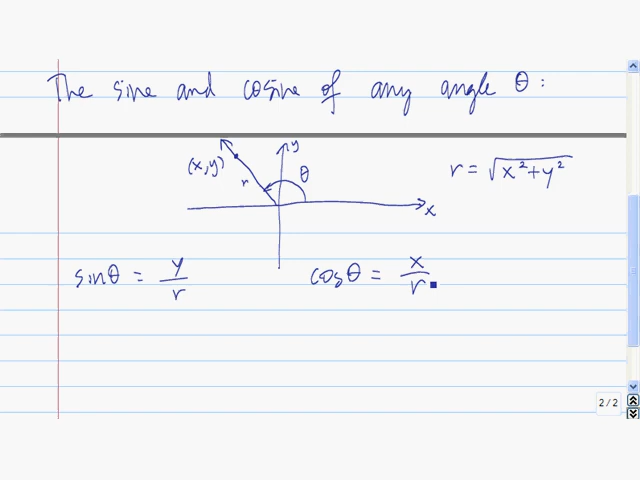 The sine and cosine of any angle θ :
y
(x,y) r θ r = √x²+y²
x
sinθ = y/r cosθ = x/r
2 / 2